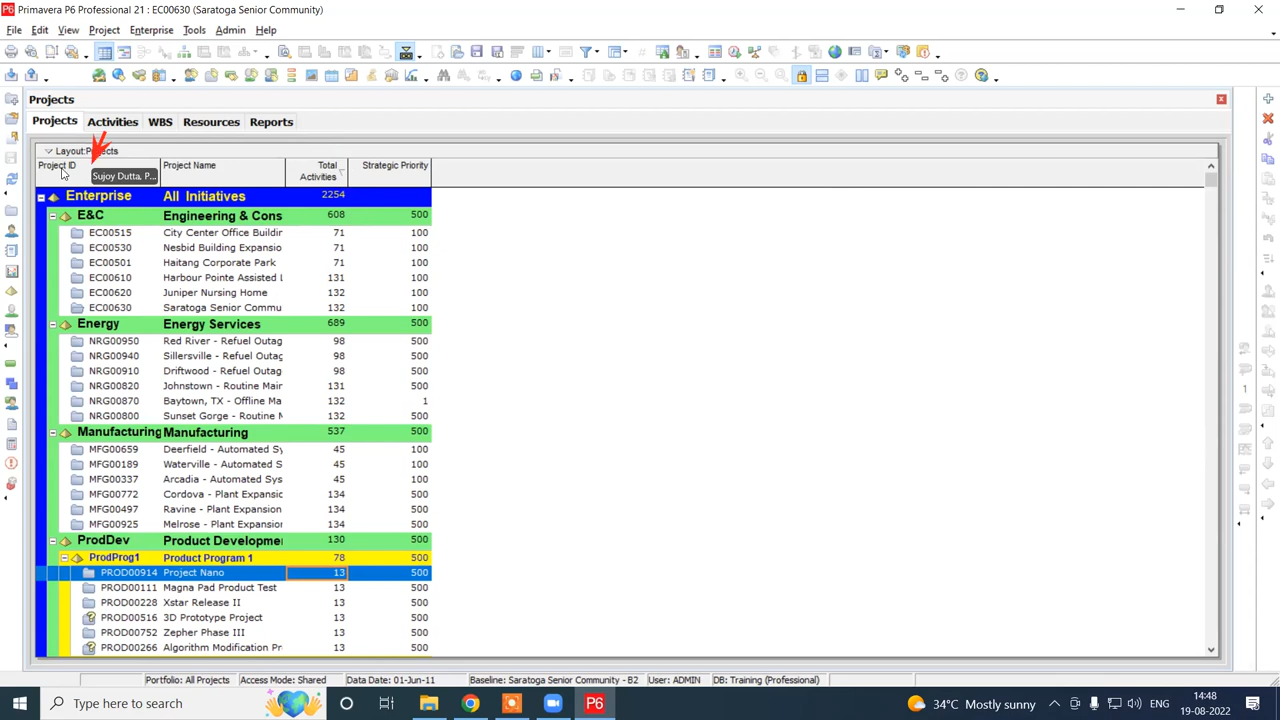 P6 Primavera P6 Professional 21 : EC00630 (Saratoga Senior Community)
File Edit View Project Enterprise Tools Admin Help
Projects
Projects Activities WBS Resources Reports
Layout:Projects
Project ID Project Name Total Activities Strategic Priority
Sujoy Dutta, P...
Enterprise All Initiatives 2254
E&C Engineering & Cons 608 500
EC00515 City Center Office Buildir 71 100
EC00530 Nesbid Building Expansio 71 100
EC00501 Haitang Corporate Park 71 100
EC00610 Harbour Pointe Assisted L 131 100
EC00620 Juniper Nursing Home 132 100
EC00630 Saratoga Senior Commu 132 100
Energy Energy Services 689 500
NRG00950 Red River - Refuel Outag 98 500
NRG00940 Sillersville - Refuel Outag 98 500
NRG00910 Driftwood - Refuel Outag 98 500
NRG00820 Johnstown - Routine Mair 131 500
NRG00870 Baytown, TX - Offline Ma 132 1
NRG00800 Sunset Gorge - Routine M 132 500
Manufacturing Manufacturing 537 500
MFG00659 Deerfield - Automated Sy 45 100
MFG00189 Waterville - Automated S 45 100
MFG00337 Arcadia - Automated Sys 45 100
MFG00772 Cordova - Plant Expansio 134 500
MFG00497 Ravine - Plant Expansion 134 500
MFG00925 Melrose - Plant Expansior 134 500
ProdDev Product Developme 130 500
ProdProg1 Product Program 1 78 500
PROD00914 Project Nano 13 500
PROD00111 Magna Pad Product Test 13 500
PROD00228 Xstar Release II 13 500
PROD00516 3D Prototype Project 13 500
PROD00752 Zepher Phase III 13 500
PROD00266 Algorithm Modification Pr 13 500
Portfolio: All Projects Access Mode: Shared Data Date: 01-Jun-11 Baseline: Saratoga Senior Community - B2 User: ADMIN DB: Training (Professional)
Type here to search P6 34°C Mostly sunny 14:48
19-08-2022